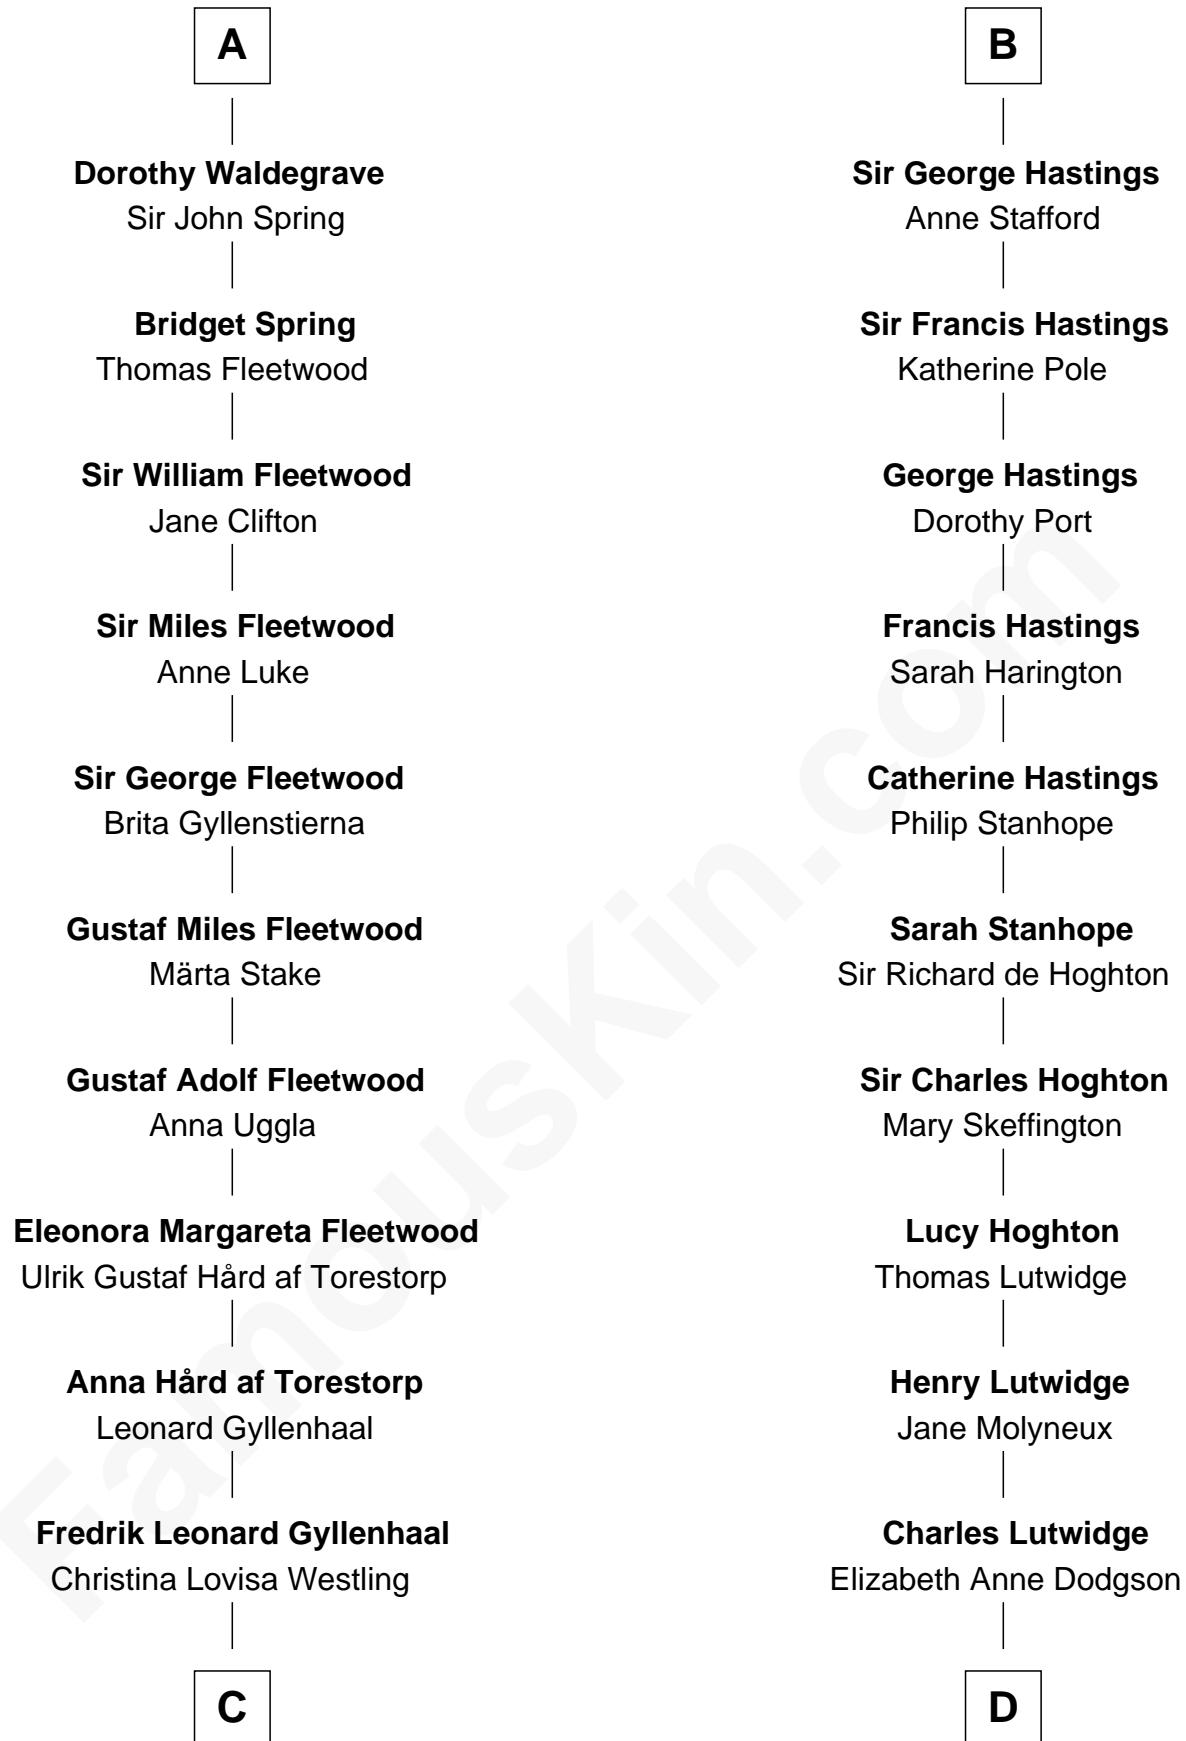 A
Dorothy Waldegrave
Sir John Spring
Bridget Spring
Thomas Fleetwood
Sir William Fleetwood
Jane Clifton
Sir Miles Fleetwood
Anne Luke
Sir George Fleetwood
Brita Gyllenstierna
Gustaf Miles Fleetwood
Märta Stake
Gustaf Adolf Fleetwood
Anna Uggla
Eleonora Margareta Fleetwood
Ulrik Gustaf Hård af Torestorp
Anna Hård af Torestorp
Leonard Gyllenhaal
Fredrik Leonard Gyllenhaal
Christina Lovisa Westling
C
B
Sir George Hastings
Anne Stafford
Sir Francis Hastings
Katherine Pole
George Hastings
Dorothy Port
Francis Hastings
Sarah Harington
Catherine Hastings
Philip Stanhope
Sarah Stanhope
Sir Richard de Hoghton
Sir Charles Hoghton
Mary Skeffington
Lucy Hoghton
Thomas Lutwidge
Henry Lutwidge
Jane Molyneux
Charles Lutwidge
Elizabeth Anne Dodgson
D
FamousKin.com